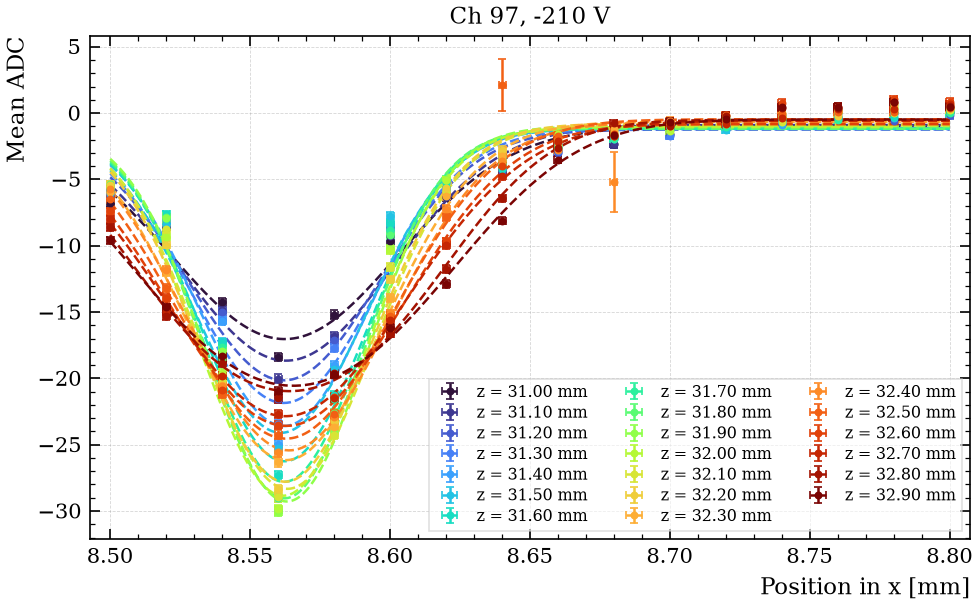 Ch 97, -210 V
Mean ADC
5
0
−5
−10
−15
−20
−25
−30
z = 31.00 mm
z = 31.10 mm
z = 31.20 mm
z = 31.30 mm
z = 31.40 mm
z = 31.50 mm
z = 31.60 mm
z = 31.70 mm
z = 31.80 mm
z = 31.90 mm
z = 32.00 mm
z = 32.10 mm
z = 32.20 mm
z = 32.30 mm
z = 32.40 mm
z = 32.50 mm
z = 32.60 mm
z = 32.70 mm
z = 32.80 mm
z = 32.90 mm
8.50 8.55 8.60 8.65 8.70 8.75 8.80
Position in x [mm]